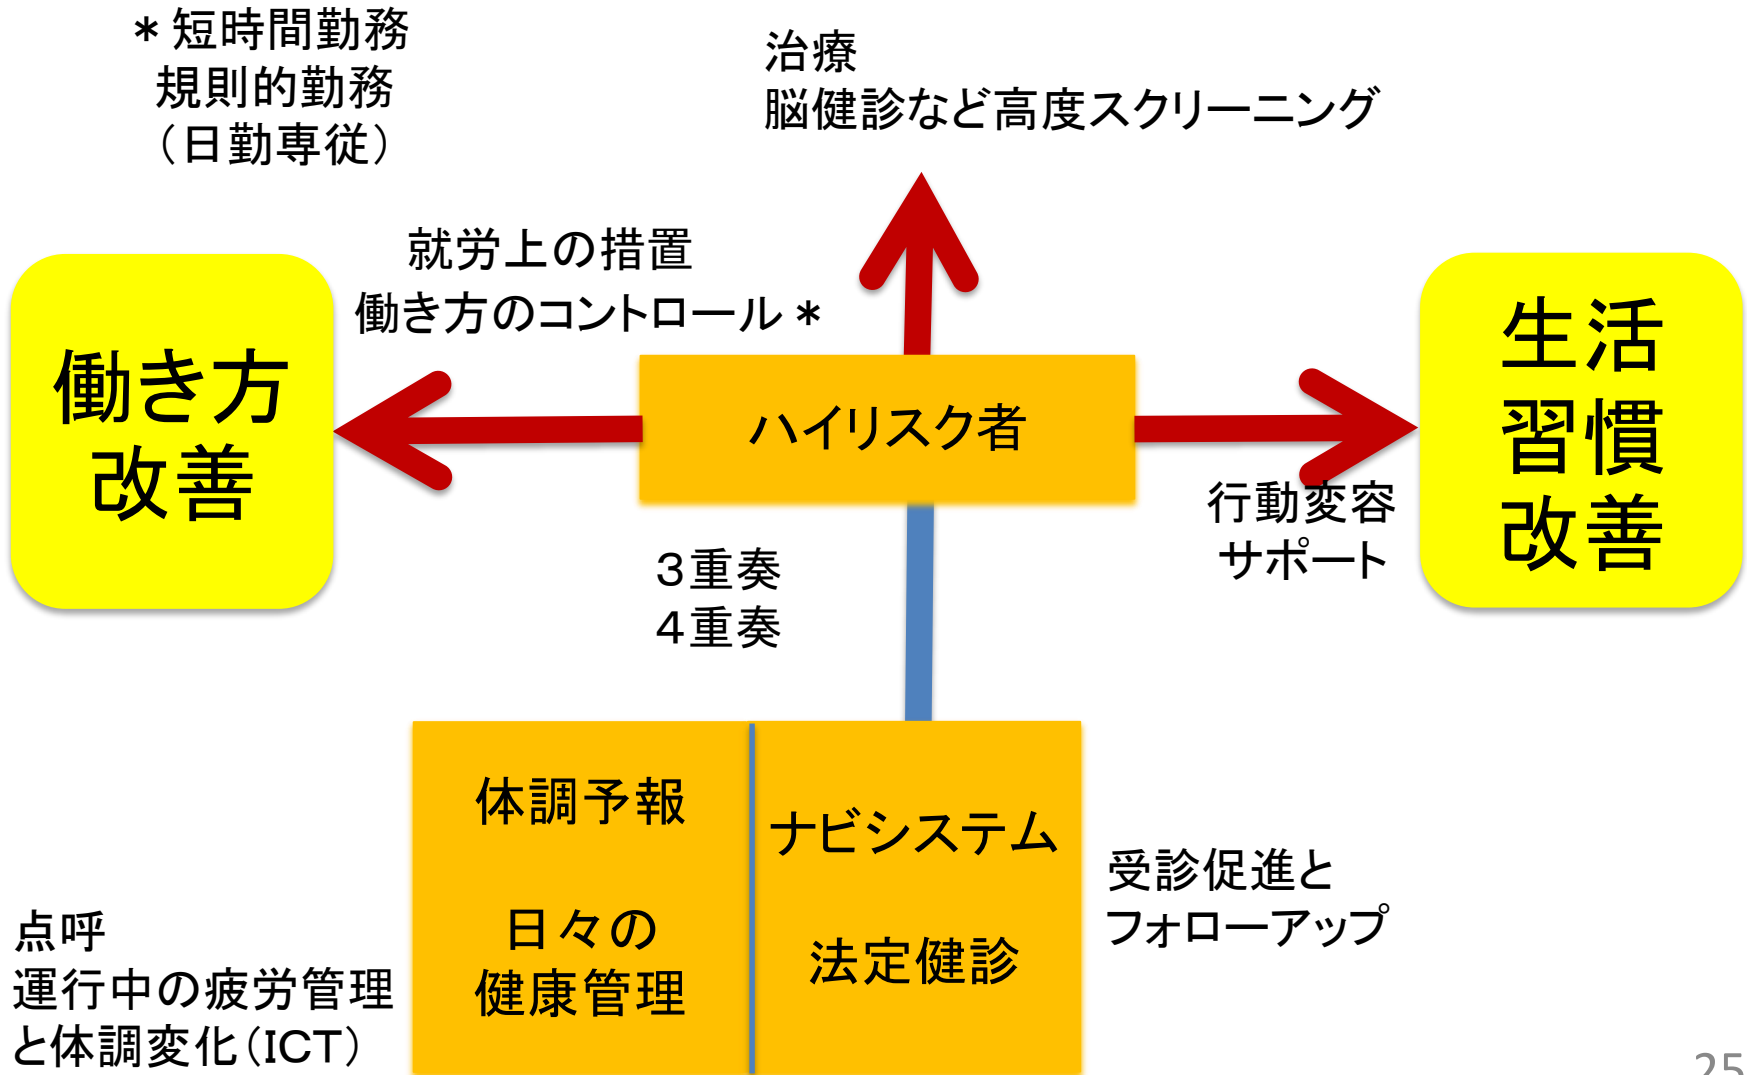 ＊短時間勤務
規則的勤務
（日勤専従）
治療
脳健診など高度スクリーニング
就労上の措置
働き方のコントロール＊
働き方
改善
ハイリスク者
生活
習慣
改善
行動変容
サポート
３重奏
４重奏
体調予報
日々の
健康管理
ナビシステム
法定健診
受診促進と
フォローアップ
点呼
運行中の疲労管理
と体調変化（ICT）
25